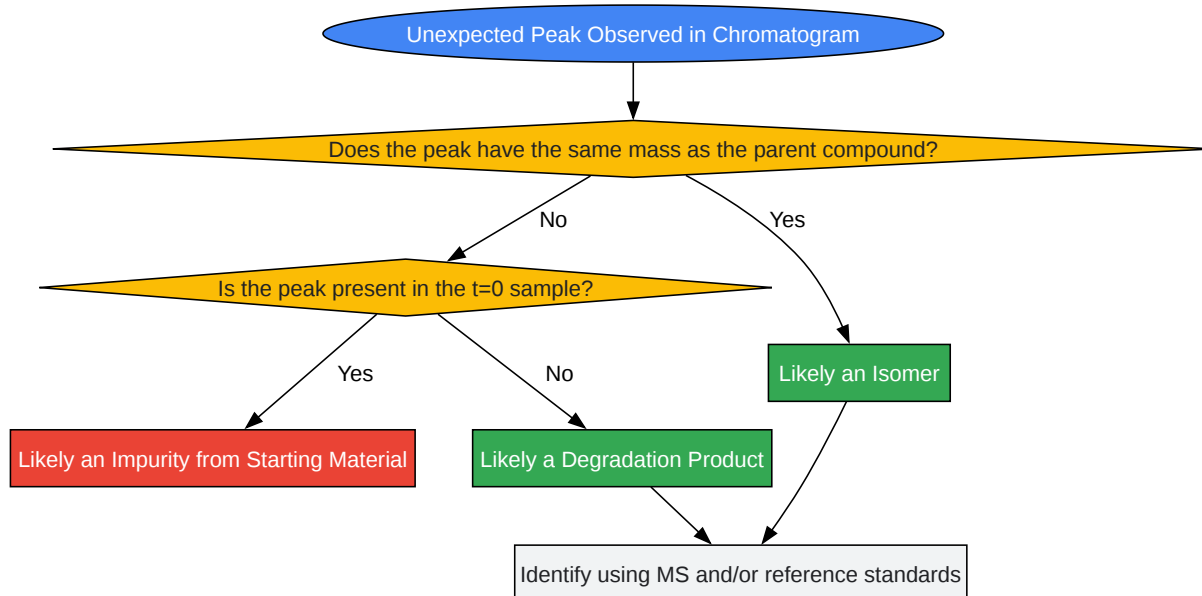 Unexpected Peak Observed in Chromatogram
Does the peak have the same mass as the parent compound?
No
Yes
Is the peak present in the t=0 sample?
Yes
No
Likely an Isomer
Likely an Impurity from Starting Material
Likely a Degradation Product
Identify using MS and/or reference standards